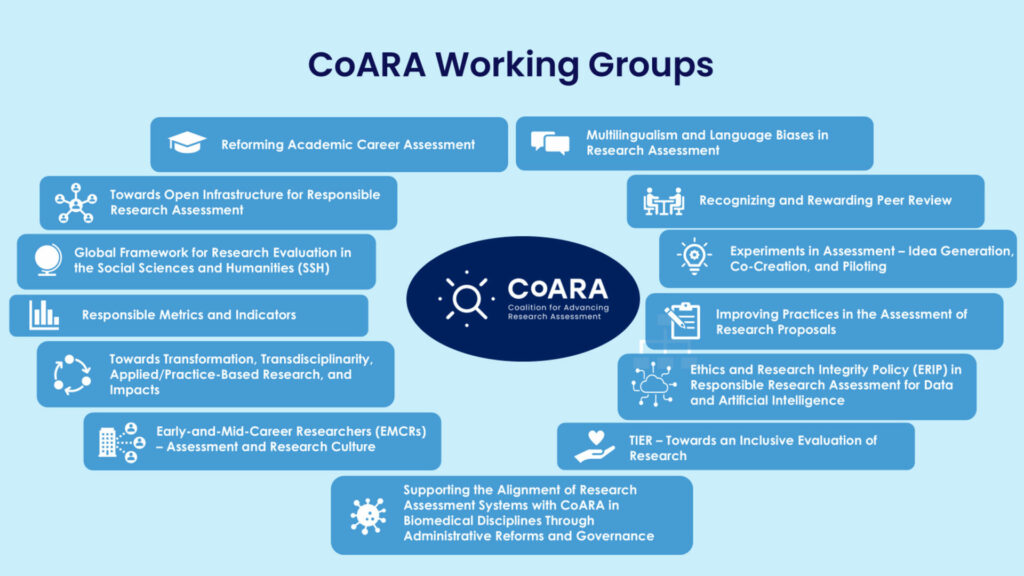 CoARA Working Groups
Reforming Academic Career Assessment
Multilingualism and Language Biases in
Research Assessment
Towards Open Infrastructure for Responsible
Research Assessment
Recognizing and Rewarding Peer Review
Global Framework for Research Evaluation in
the Social Sciences and Humanities (SSH)
Experiments in Assessment – Idea Generation,
Co-Creation, and Piloting
CoARA
Coalition for Advancing
Research Assessment
Responsible Metrics and Indicators
Improving Practices in the Assessment of
Research Proposals
Towards Transformation, Transdisciplinarity,
Applied/Practice-Based Research, and
Impacts
Ethics and Research Integrity Policy (ERIP) in
Responsible Research Assessment for Data
and Artificial Intelligence
Early-and-Mid-Career Researchers (EMCRs)
– Assessment and Research Culture
TIER – Towards an Inclusive Evaluation of
Research
Supporting the Alignment of Research
Assessment Systems with CoARA in
Biomedical Disciplines Through
Administrative Reforms and Governance